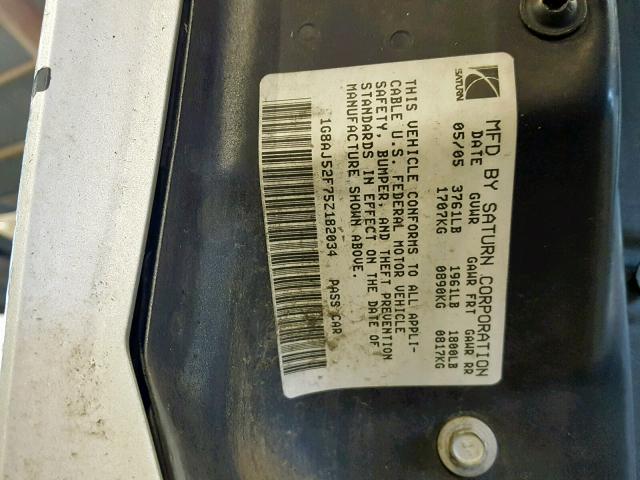 SATURN
MFD BY SATURN CORPORATION
DATE GVWR GAWR FRT GAWR RR
05/05 3761LB 1961LB 1800LB
1707KG 0890KG 0817KG
THIS VEHICLE CONFORMS TO ALL APPLI-
CABLE U.S. FEDERAL MOTOR VEHICLE
SAFETY, BUMPER, AND THEFT PREVENTION
STANDARDS IN EFFECT ON THE DATE OF
MANUFACTURE SHOWN ABOVE.
1G8AJ52F75Z182034 PASS CAR